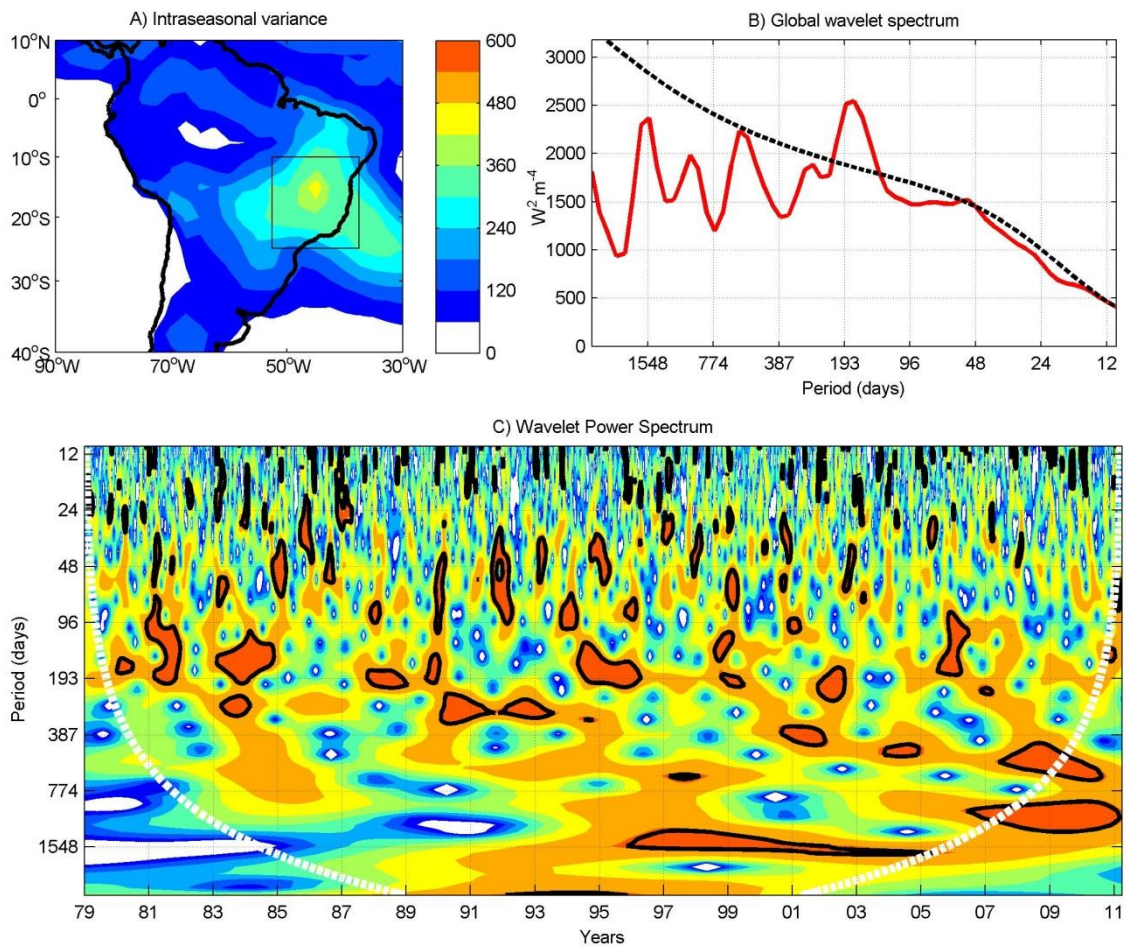 A) Intraseasonal variance
10°N
0°
10°S
20°S
30°S
40°S
90°W 70°W 50°W 30°W
600
480
360
240
120
0
B) Global wavelet spectrum
3000
2500
2000
1500
1000
500
0
W² m⁻⁴
1548 774 387 193 96 48 24 12
Period (days)
C) Wavelet Power Spectrum
12
24
48
96
193
387
774
1548
Period (days)
79 81 83 85 87 89 91 93 95 97 99 01 03 05 07 09 11
Years